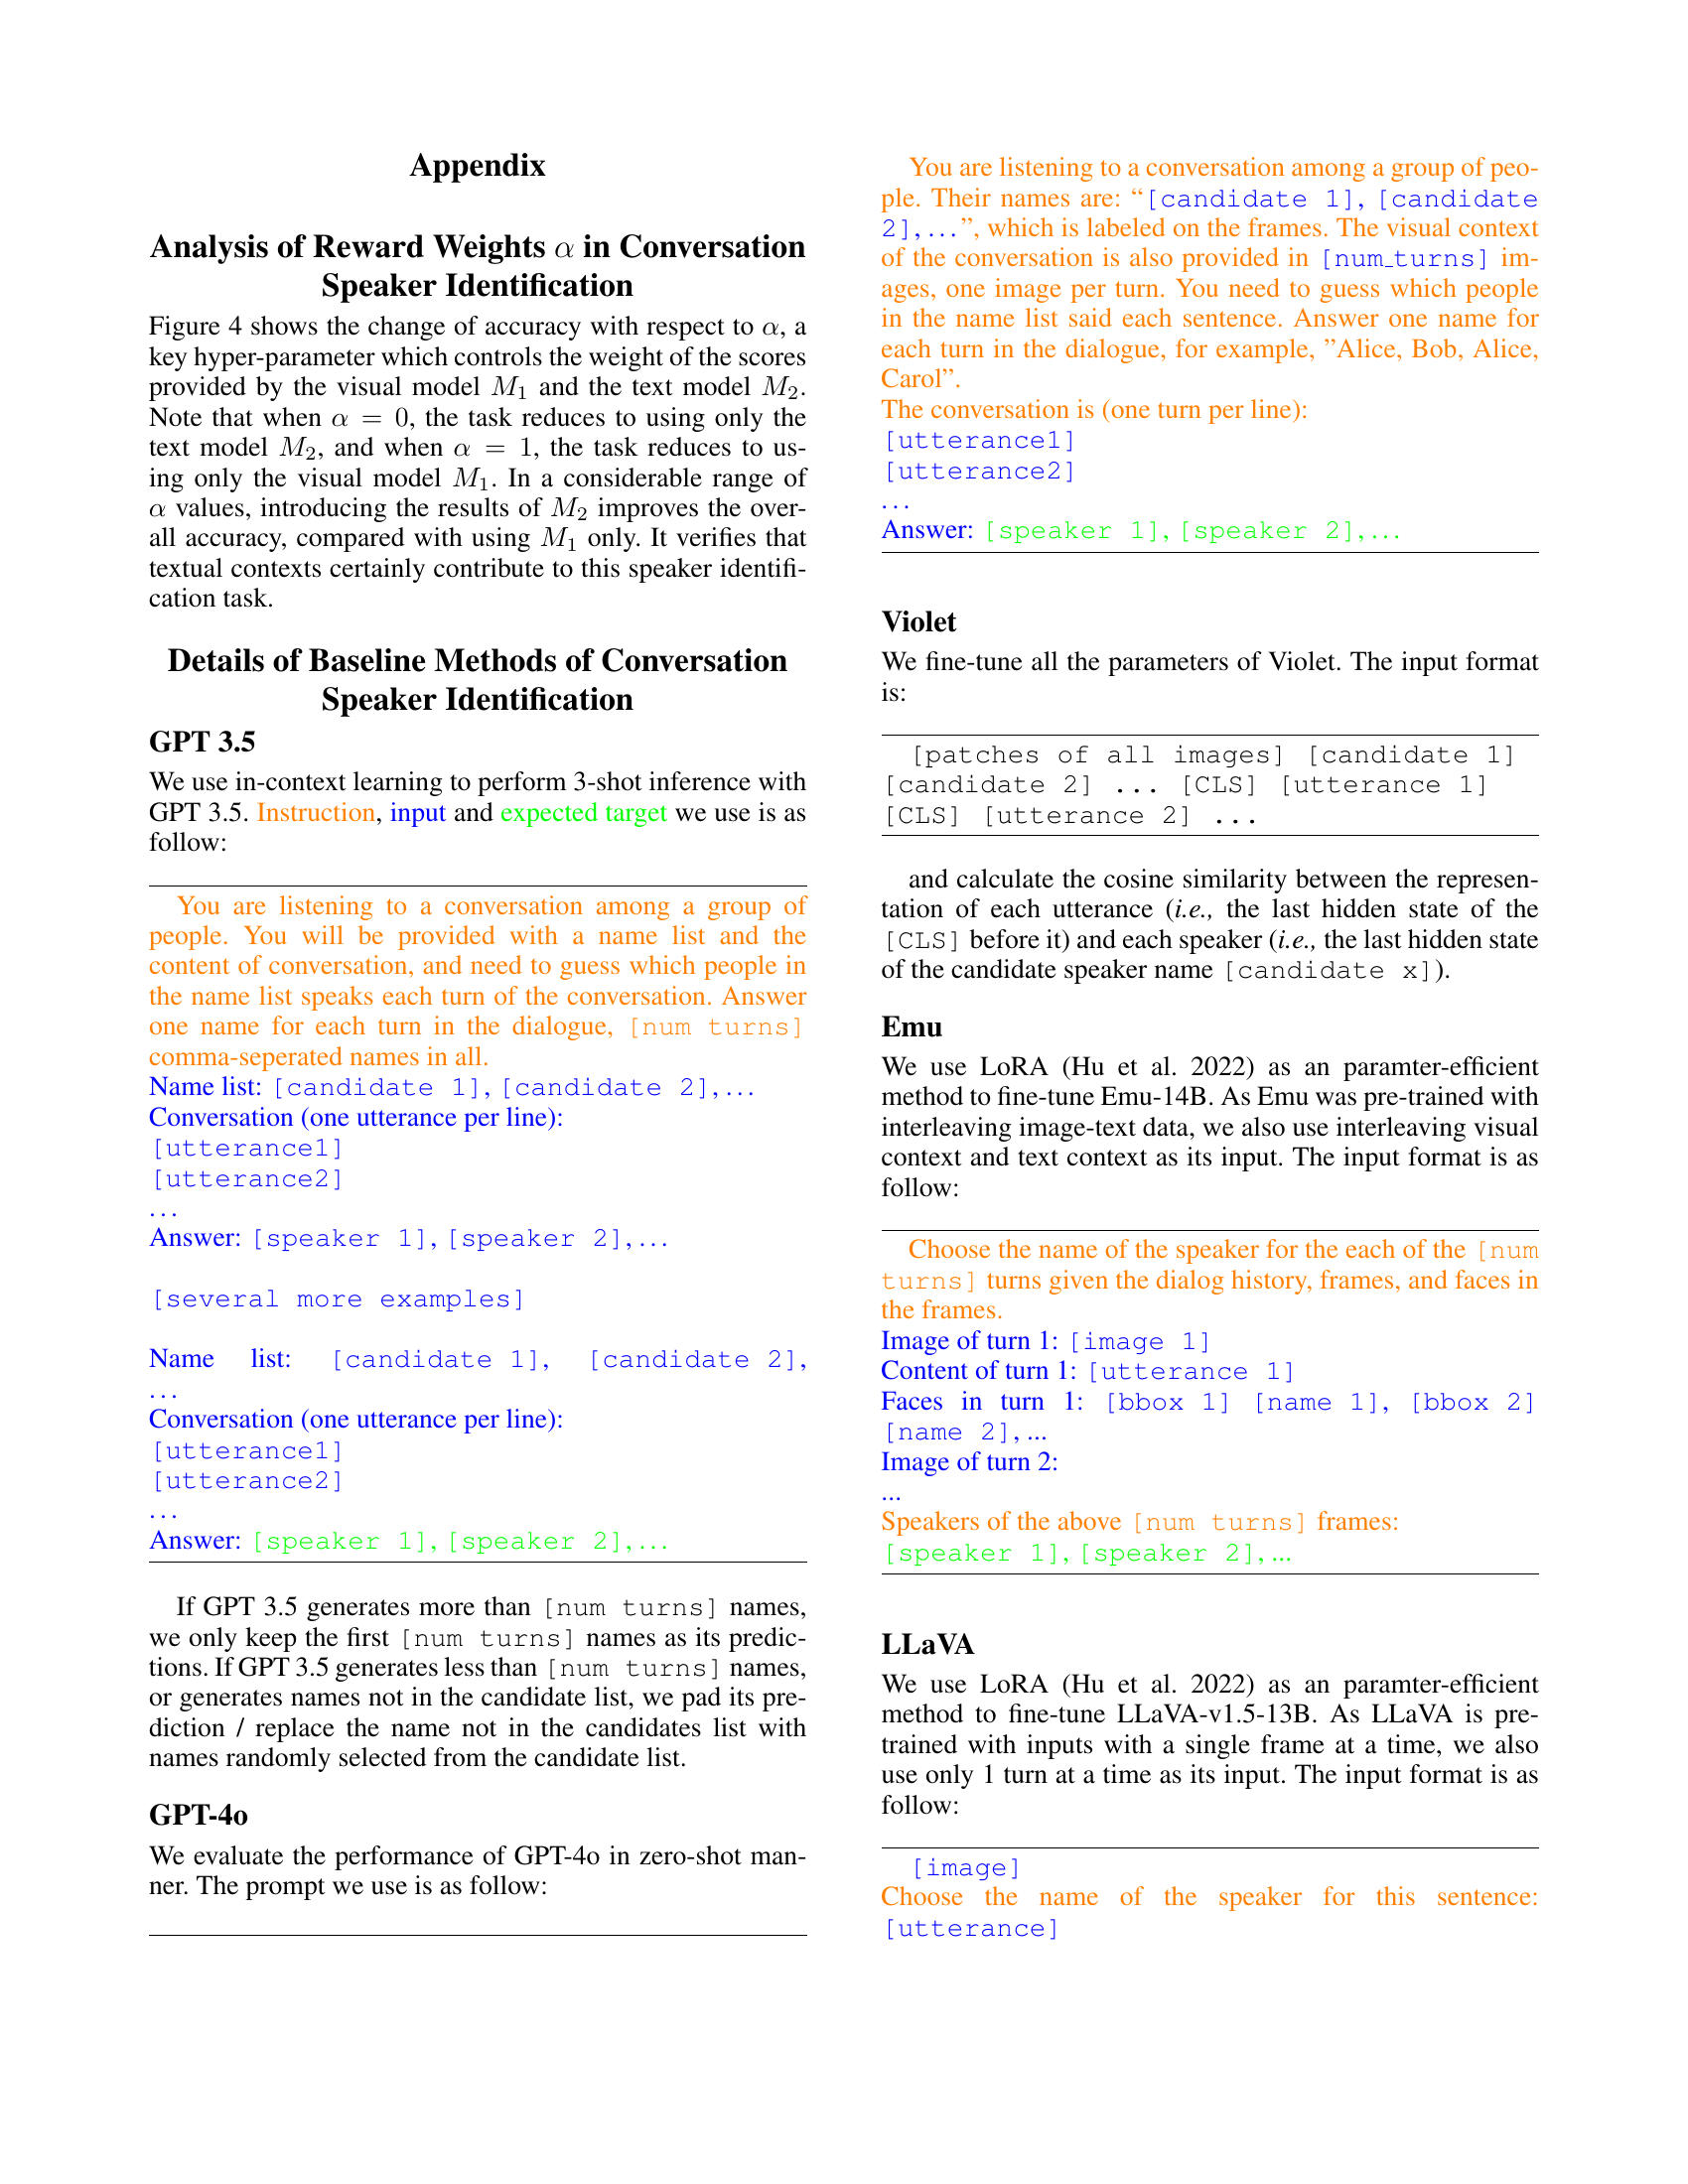 Appendix
Analysis of Reward Weights α in Conversation
Speaker Identification
Figure 4 shows the change of accuracy with respect to α, a
key hyper-parameter which controls the weight of the scores
provided by the visual model M1 and the text model M2.
Note that when α = 0, the task reduces to using only the
text model M2, and when α = 1, the task reduces to us-
ing only the visual model M1. In a considerable range of
α values, introducing the results of M2 improves the over-
all accuracy, compared with using M1 only. It verifies that
textual contexts certainly contribute to this speaker identifi-
cation task.
Details of Baseline Methods of Conversation
Speaker Identification
GPT 3.5
We use in-context learning to perform 3-shot inference with
GPT 3.5. Instruction, input and expected target we use is as
follow:
You are listening to a conversation among a group of
people. You will be provided with a name list and the
content of conversation, and need to guess which people in
the name list speaks each turn of the conversation. Answer
one name for each turn in the dialogue, [num turns]
comma-seperated names in all.
Name list: [candidate 1], [candidate 2], ...
Conversation (one utterance per line):
[utterance1]
[utterance2]
...
Answer: [speaker 1], [speaker 2], ...
[several more examples]
Name list: [candidate 1], [candidate 2],
...
Conversation (one utterance per line):
[utterance1]
[utterance2]
...
Answer: [speaker 1], [speaker 2], ...
If GPT 3.5 generates more than [num turns] names,
we only keep the first [num turns] names as its predic-
tions. If GPT 3.5 generates less than [num turns] names,
or generates names not in the candidate list, we pad its pre-
diction / replace the name not in the candidates list with
names randomly selected from the candidate list.
GPT-4o
We evaluate the performance of GPT-4o in zero-shot man-
ner. The prompt we use is as follow:
You are listening to a conversation among a group of peo-
ple. Their names are: “[candidate 1], [candidate
2], ...”, which is labeled on the frames. The visual context
of the conversation is also provided in [num_turns] im-
ages, one image per turn. You need to guess which people
in the name list said each sentence. Answer one name for
each turn in the dialogue, for example, ”Alice, Bob, Alice,
Carol”.
The conversation is (one turn per line):
[utterance1]
[utterance2]
...
Answer: [speaker 1], [speaker 2], ...
Violet
We fine-tune all the parameters of Violet. The input format
is:
[patches of all images] [candidate 1]
[candidate 2] ... [CLS] [utterance 1]
[CLS] [utterance 2] ...
and calculate the cosine similarity between the represen-
tation of each utterance (i.e., the last hidden state of the
[CLS] before it) and each speaker (i.e., the last hidden state
of the candidate speaker name [candidate x]).
Emu
We use LoRA (Hu et al. 2022) as an paramter-efficient
method to fine-tune Emu-14B. As Emu was pre-trained with
interleaving image-text data, we also use interleaving visual
context and text context as its input. The input format is as
follow:
Choose the name of the speaker for the each of the [num
turns] turns given the dialog history, frames, and faces in
the frames.
Image of turn 1: [image 1]
Content of turn 1: [utterance 1]
Faces in turn 1: [bbox 1] [name 1], [bbox 2]
[name 2], ...
Image of turn 2:
...
Speakers of the above [num turns] frames:
[speaker 1], [speaker 2], ...
LLaVA
We use LoRA (Hu et al. 2022) as an paramter-efficient
method to fine-tune LLaVA-v1.5-13B. As LLaVA is pre-
trained with inputs with a single frame at a time, we also
use only 1 turn at a time as its input. The input format is as
follow:
[image]
Choose the name of the speaker for this sentence:
[utterance]